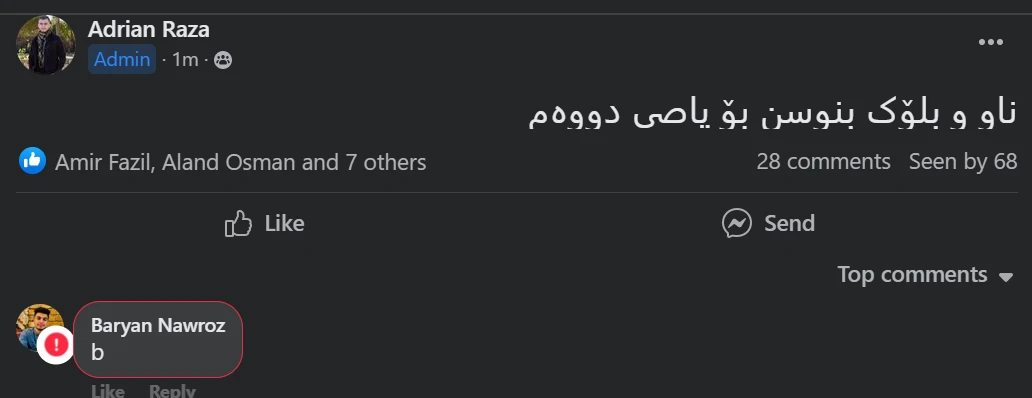 Adrian Raza
Admin · 1m ·
ناو و بلۆک بنوسن بۆ پاصی دووەم
Amir Fazil, Aland Osman and 7 others 28 comments Seen by 68
Like Send
Top comments
Baryan Nawroz
b
Like Reply